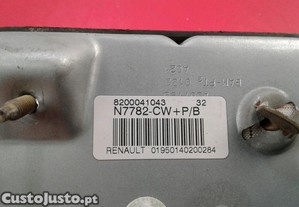 8200041043 32
N7782-CW+P/B
RENAULT 01950140200284
CustoJusto.pt